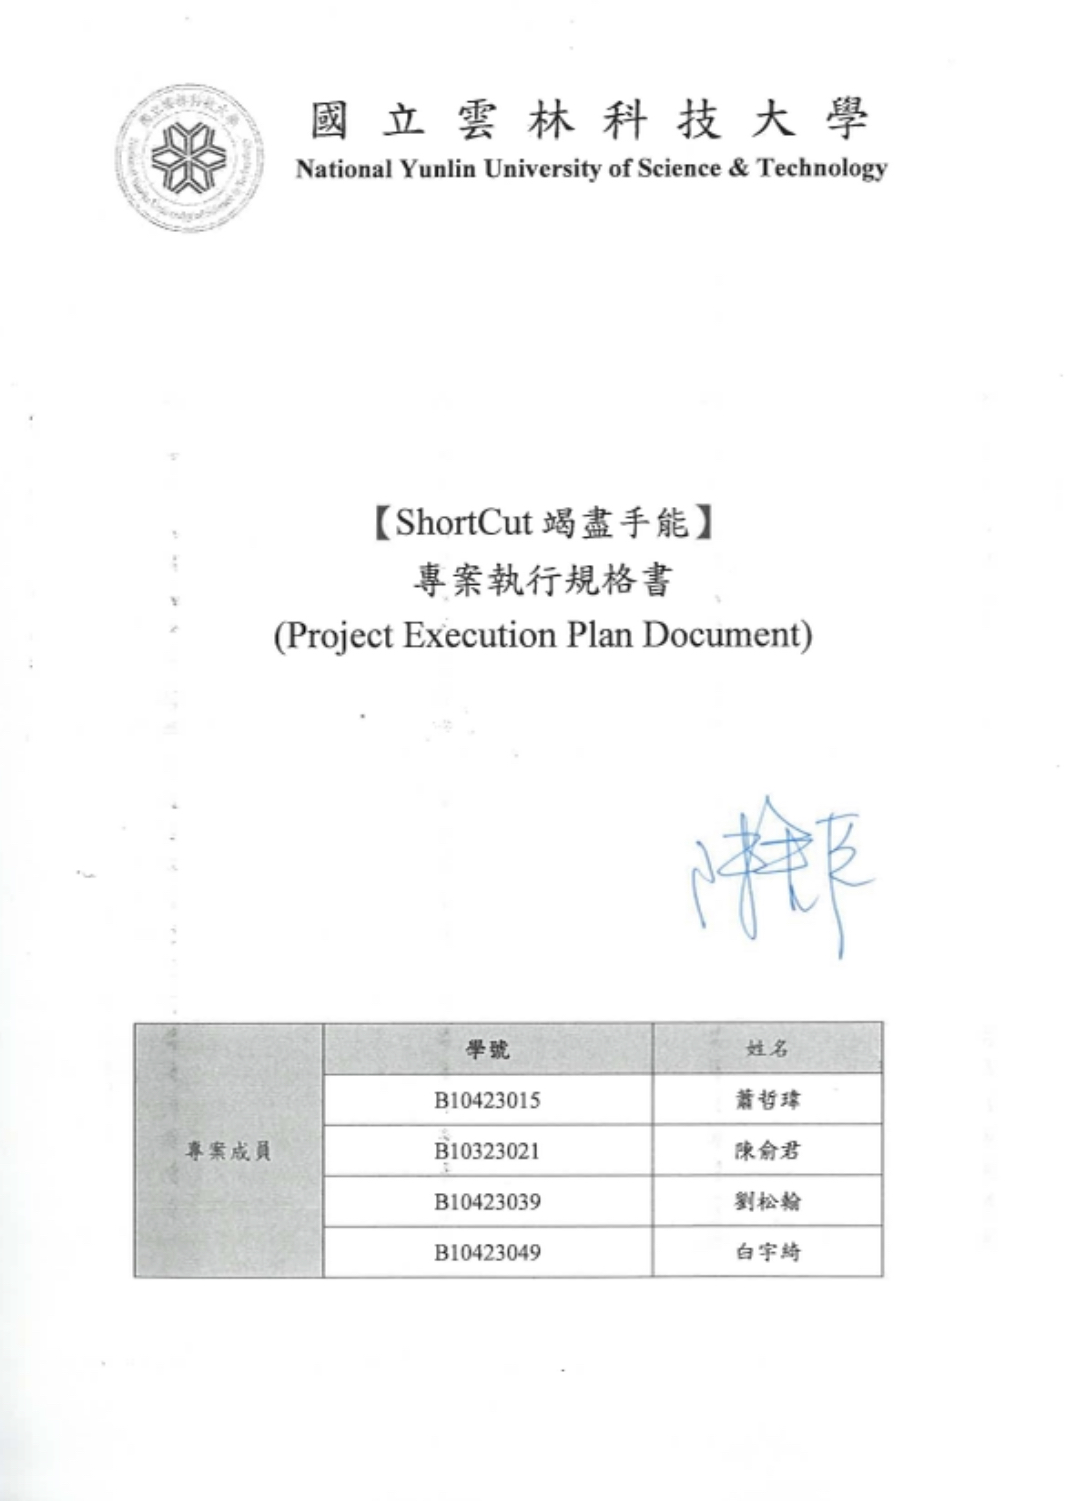 國立雲林科技大學
National Yunlin University of Science & Technology
【ShortCut 竭盡手能】
專案執行規格書
(Project Execution Plan Document)
專案成員
學號 姓名
B10423015 蕭哲瑋
B10323021 陳俞君
B10423039 劉松翰
B10423049 白宇綺